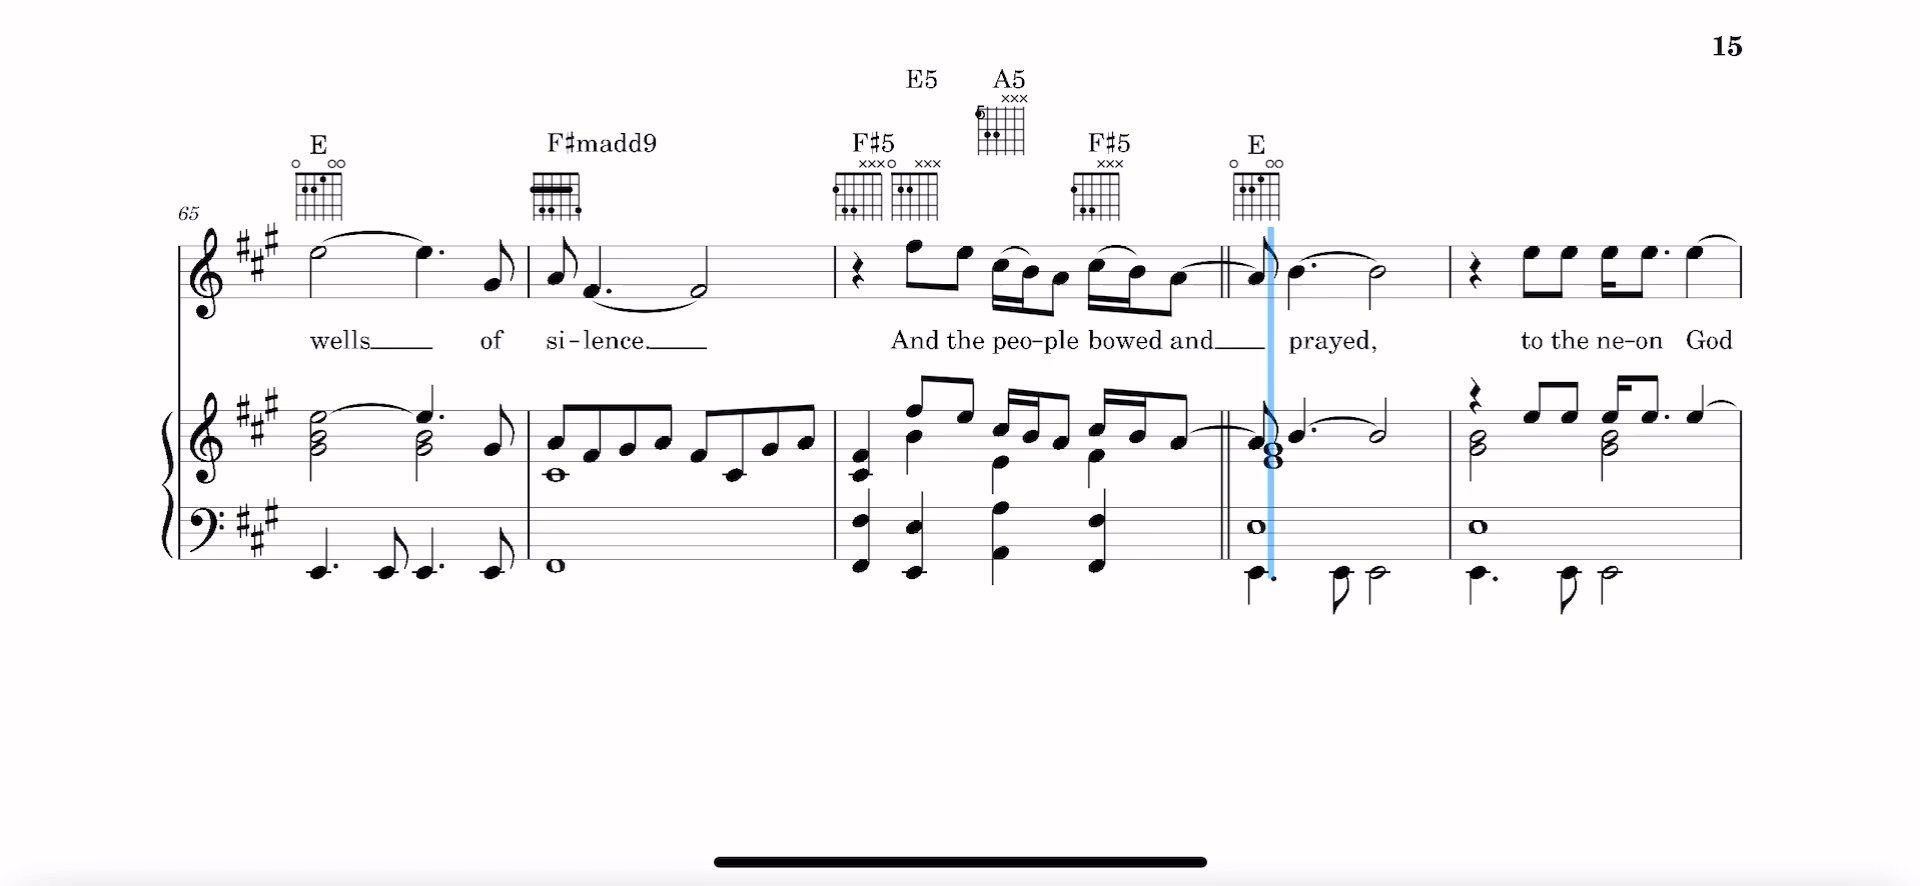 15
E5 A5
E F#madd9 F#5 F#5 E
65
wells of si-lence. And the peo-ple bowed and prayed, to the ne-on God